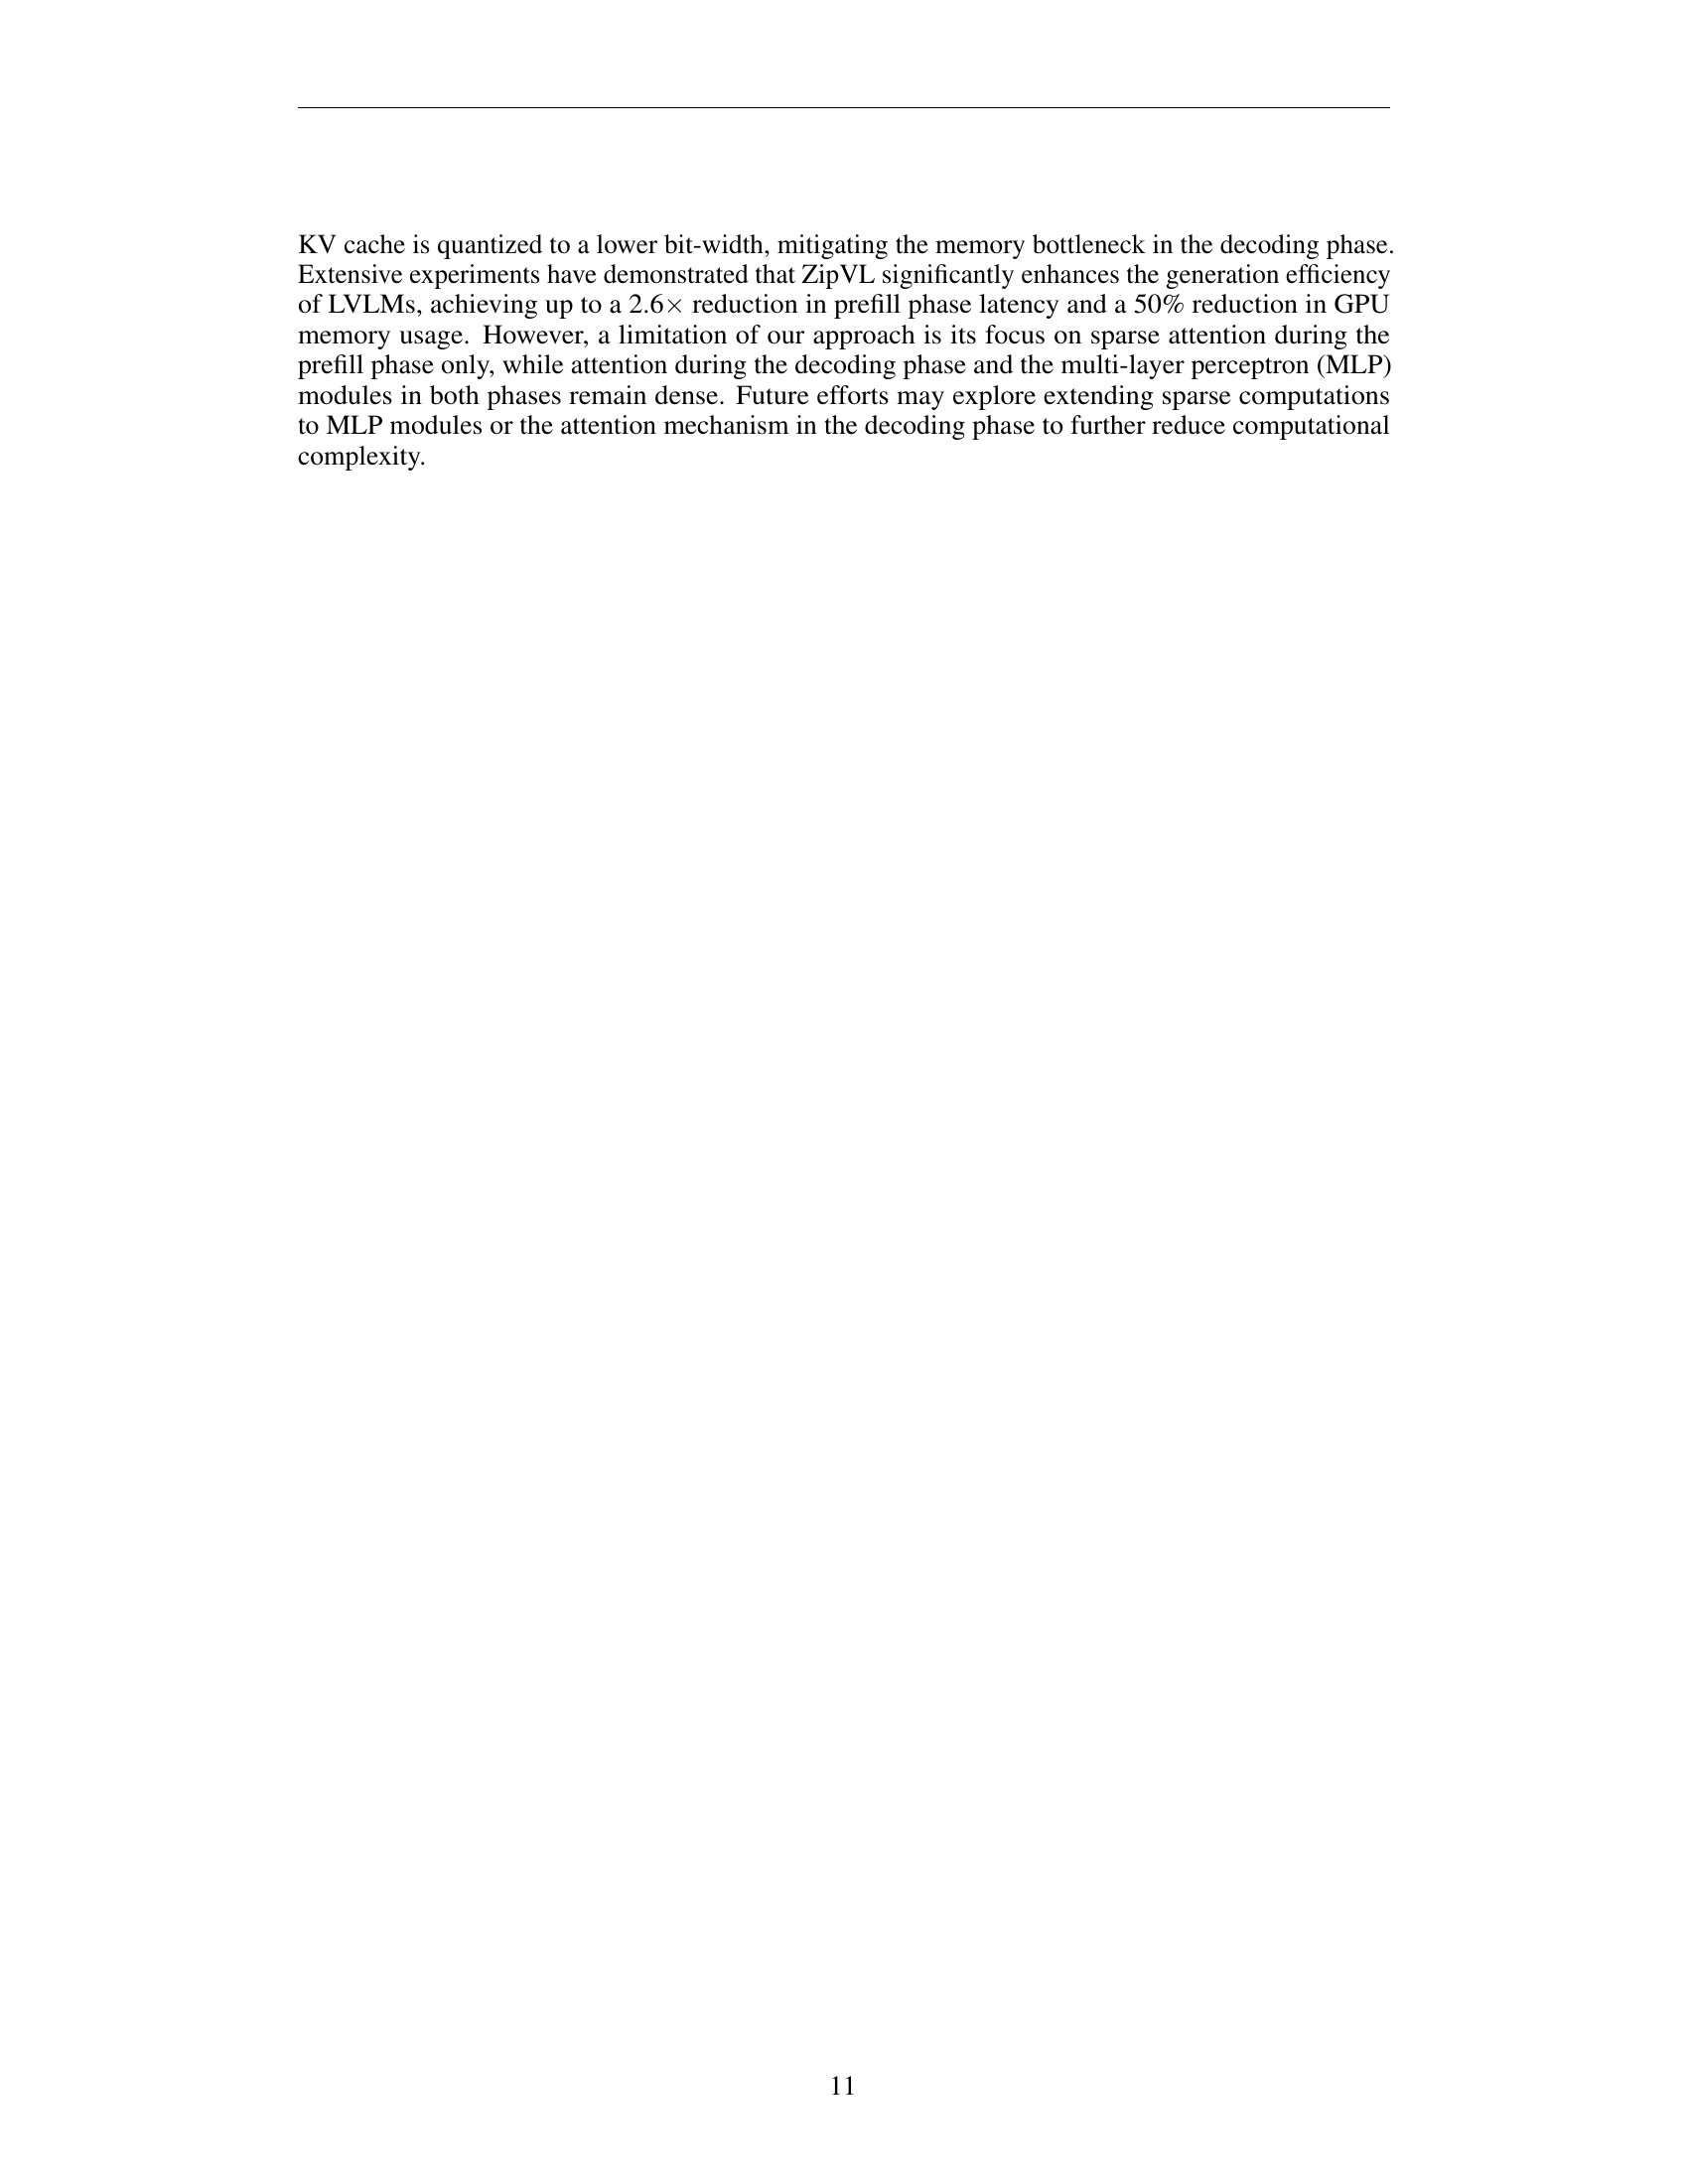 KV cache is quantized to a lower bit-width, mitigating the memory bottleneck in the decoding phase.
Extensive experiments have demonstrated that ZipVL significantly enhances the generation efficiency
of LVLMs, achieving up to a 2.6× reduction in prefill phase latency and a 50% reduction in GPU
memory usage. However, a limitation of our approach is its focus on sparse attention during the
prefill phase only, while attention during the decoding phase and the multi-layer perceptron (MLP)
modules in both phases remain dense. Future efforts may explore extending sparse computations
to MLP modules or the attention mechanism in the decoding phase to further reduce computational
complexity.
11